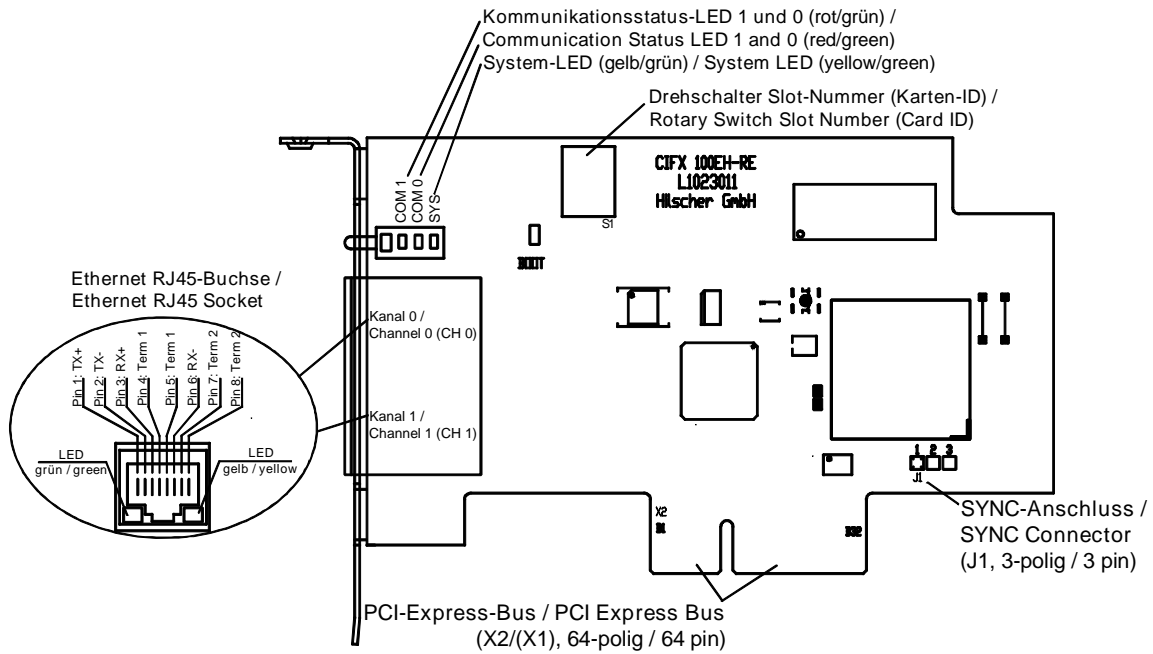 Kommunikationsstatus-LED 1 und 0 (rot/grün) /
Communication Status LED 1 and 0 (red/green)
System-LED (gelb/grün) / System LED (yellow/green)
Drehschalter Slot-Nummer (Karten-ID) /
Rotary Switch Slot Number (Card ID)
COM 1
COM 0
SYS
S1
CIFX 100EH-RE
L1023011
Hilscher GmbH
BOOT
Ethernet RJ45-Buchse /
Ethernet RJ45 Socket
Pin 1: TX+
Pin 2: TX-
Pin 3: RX+
Pin 4: Term 1
Pin 5: Term 1
Pin 6: RX-
Pin 7: Term 2
Pin 8: Term 2
LED
grün / green
LED
gelb / yellow
Kanal 0 /
Channel 0 (CH 0)
Kanal 1 /
Channel 1 (CH 1)
1 2 3
J1
X2
B1
B32
SYNC-Anschluss /
SYNC Connector
(J1, 3-polig / 3 pin)
PCI-Express-Bus / PCI Express Bus
(X2/(X1), 64-polig / 64 pin)